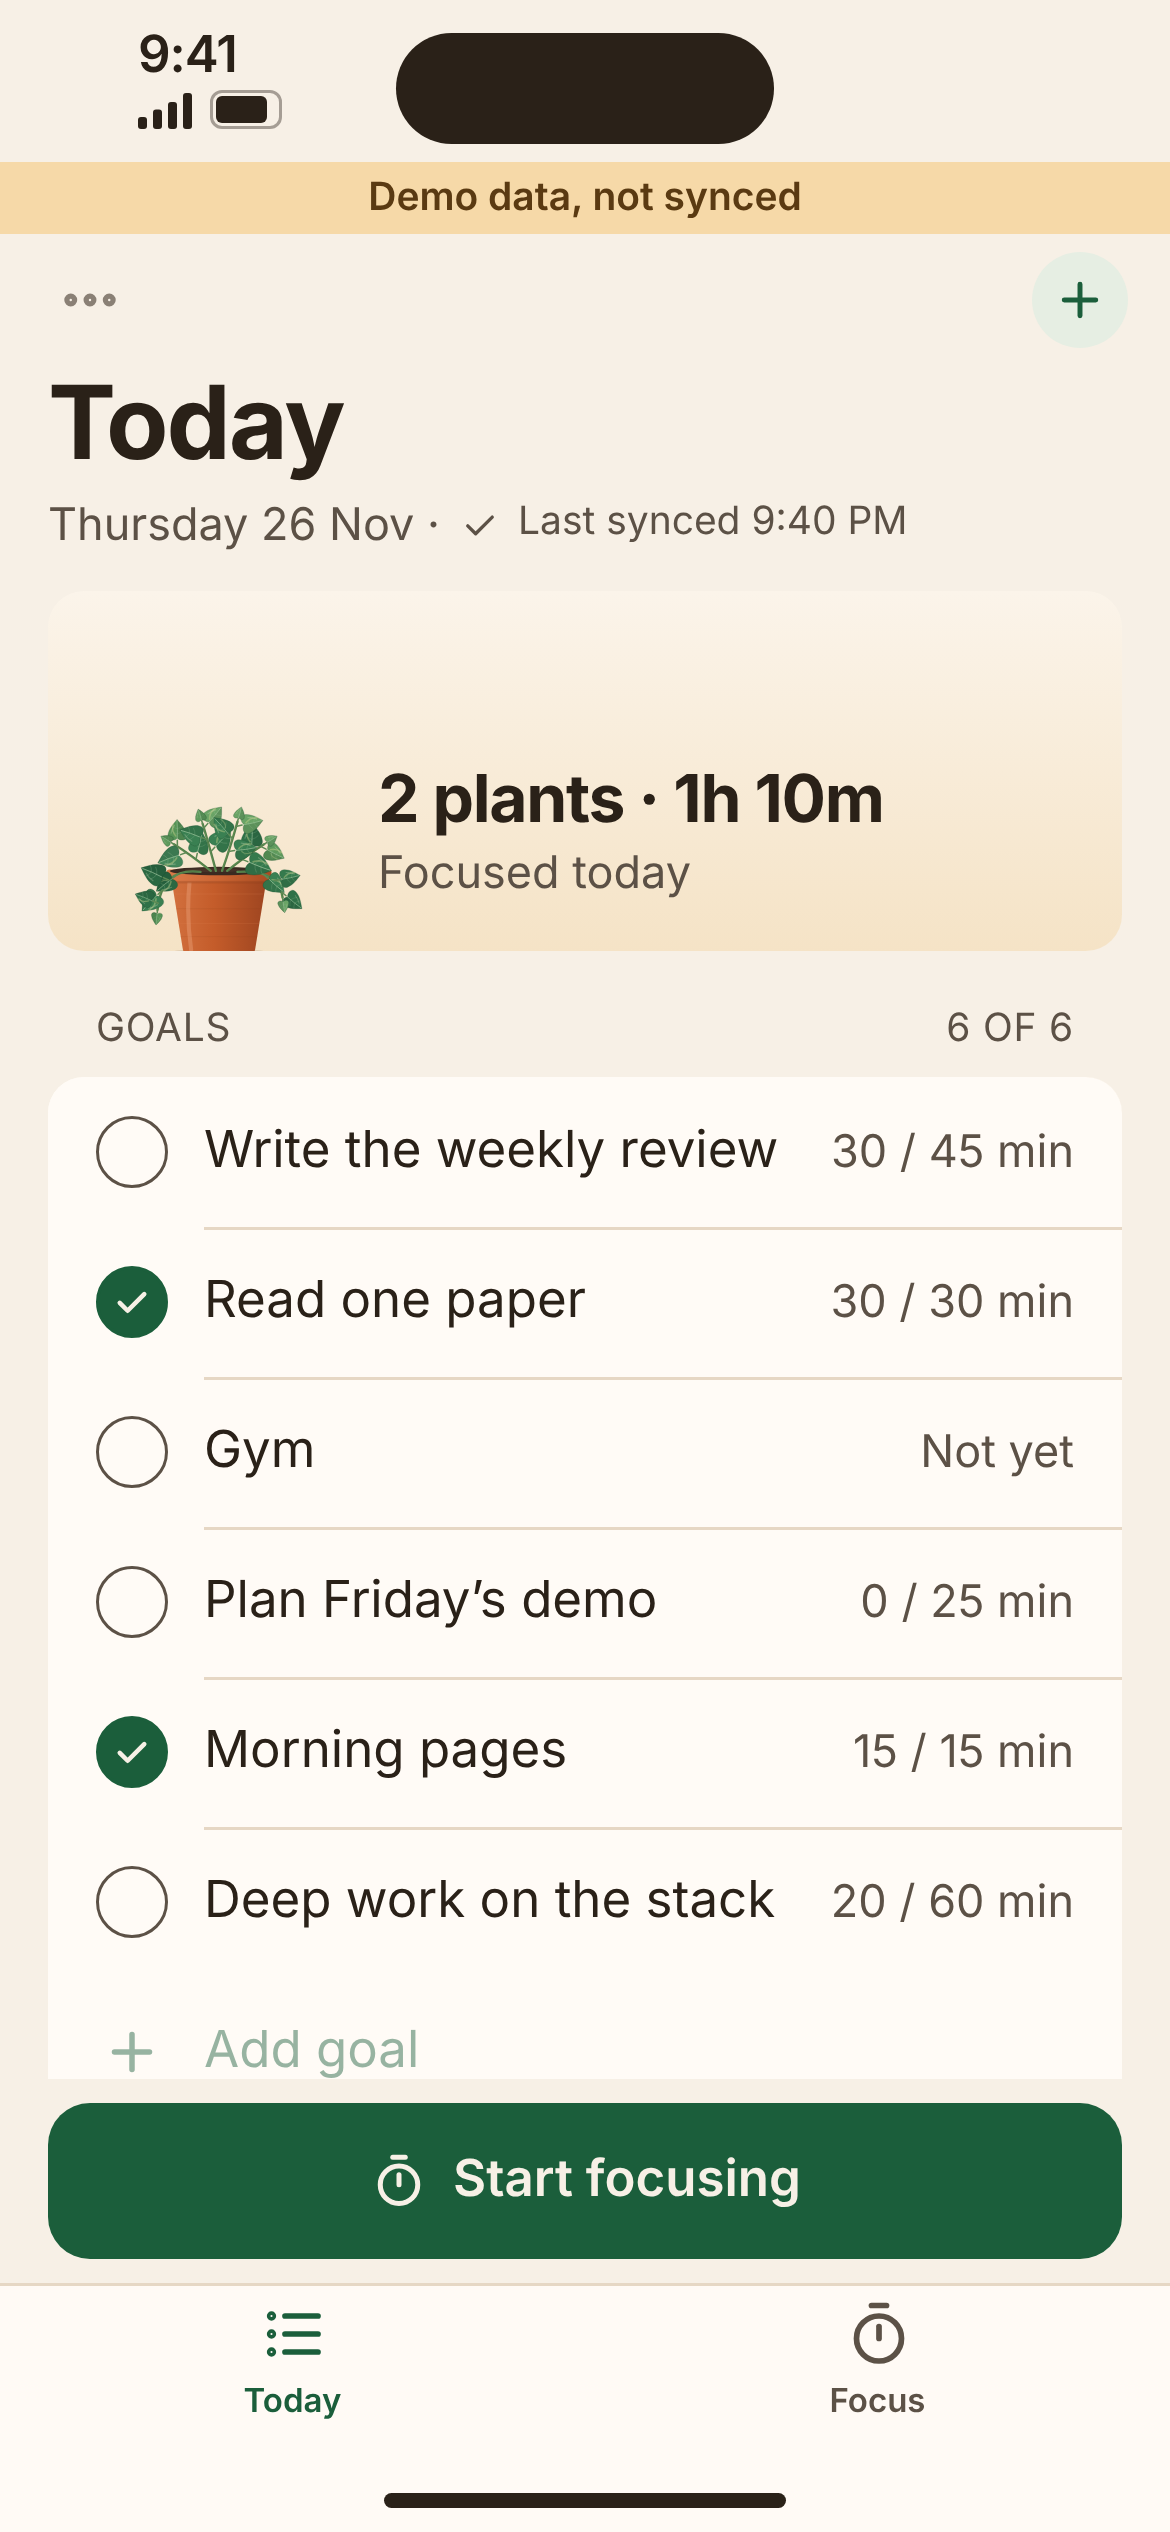 9:41
Demo data, not synced
Today
Thursday 26 Nov · Last synced 9:40 PM
2 plants · 1h 10m
Focused today
GOALS 6 OF 6
Write the weekly review 30 / 45 min
Read one paper 30 / 30 min
Gym Not yet
Plan Friday’s demo 0 / 25 min
Morning pages 15 / 15 min
Deep work on the stack 20 / 60 min
Add goal
Start focusing
Today Focus